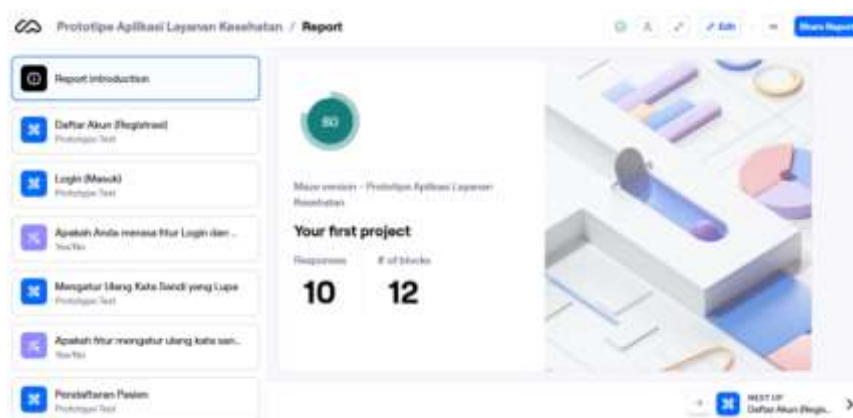 Prototipe Aplikasi Layanan Kesehatan / Report
Edit
Share Report
Report introduction
Daftar Akun (Registrasi)
Prototype Test
Login (Masuk)
Prototype Test
Apakah Anda merasa fitur Login dan ...
Yes/No
Mengatur Ulang Kata Sandi yang Lupa
Prototype Test
Apakah fitur mengatur ulang kata san...
Yes/No
Pendaftaran Pasien
Prototype Test
80
Maze version - Prototipe Aplikasi Layanan
Kesehatan
Your first project
Responses
# of blocks
10
12
NEXT UP
Daftar Akun (Regis...